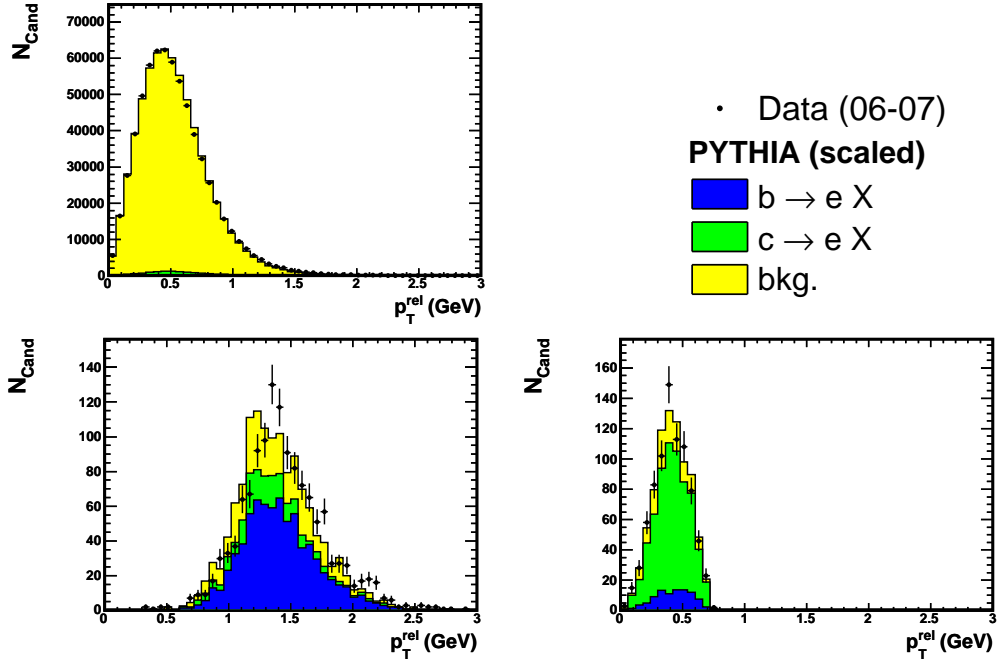 N_Cand
70000
60000
50000
40000
30000
20000
10000
0
0 0.5 1 1.5 2 2.5 3
p_T^rel (GeV)
Data (06-07)
PYTHIA (scaled)
b → e X
c → e X
bkg.
N_Cand
140
120
100
80
60
40
20
0
0 0.5 1 1.5 2 2.5 3
p_T^rel (GeV)
N_Cand
160
140
120
100
80
60
40
20
0
0 0.5 1 1.5 2 2.5 3
p_T^rel (GeV)